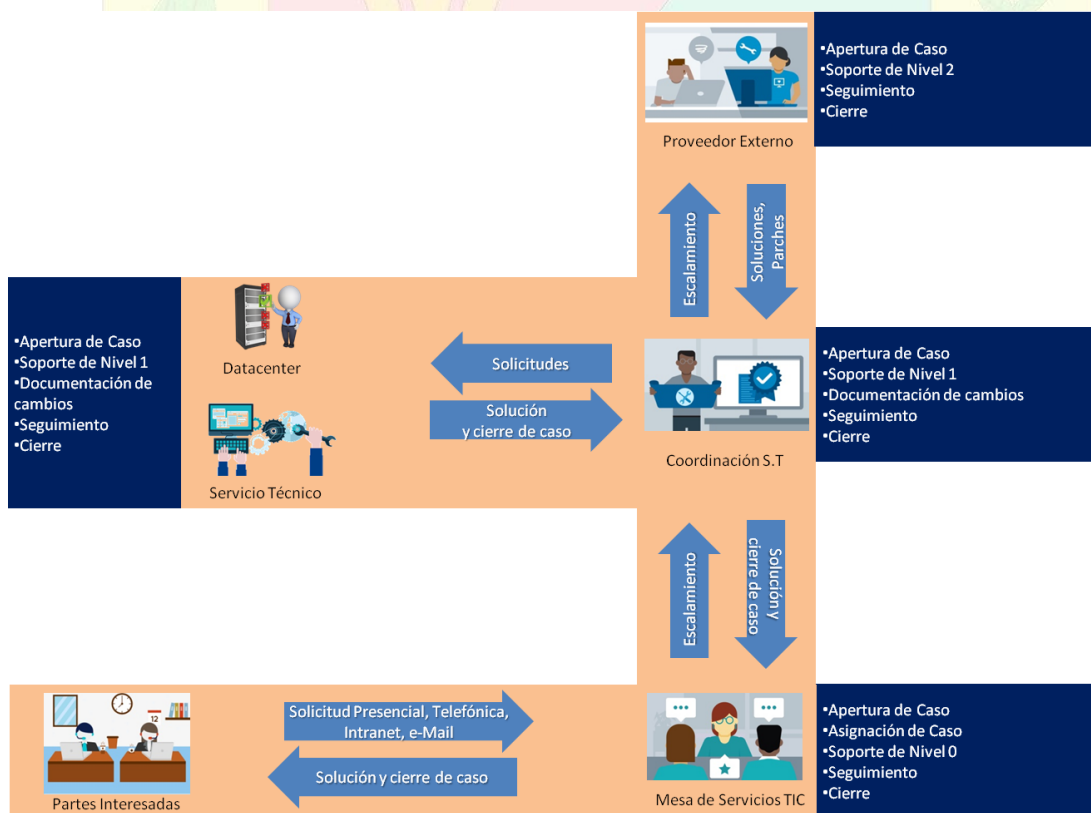 •Apertura de Caso
•Soporte de Nivel 2
•Seguimiento
•Cierre
Proveedor Externo
Escalamiento
Soluciones,
Parches
•Apertura de Caso
•Soporte de Nivel 1
•Documentación de
cambios
•Seguimiento
•Cierre
Datacenter
Servicio Técnico
Solicitudes
Solución
y cierre de caso
Coordinación S.T
•Apertura de Caso
•Soporte de Nivel 1
•Documentación de cambios
•Seguimiento
•Cierre
Escalamiento
Solución y
cierre de caso
12
Partes Interesadas
Solicitud Presencial, Telefónica,
Intranet, e-Mail
Solución y cierre de caso
Mesa de Servicios TIC
•Apertura de Caso
•Asignación de Caso
•Soporte de Nivel 0
•Seguimiento
•Cierre